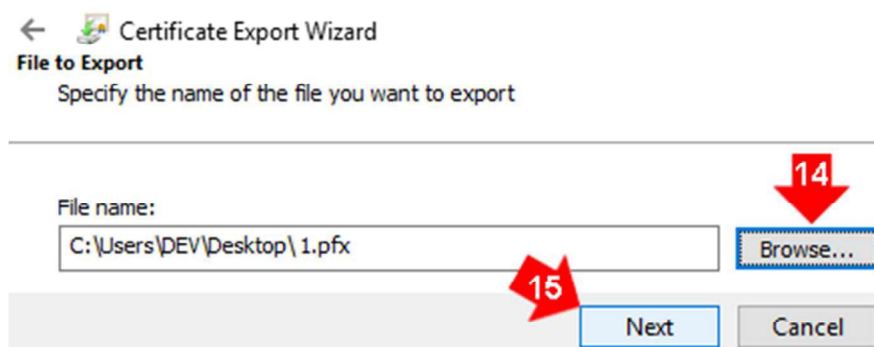 Certificate Export Wizard
File to Export
Specify the name of the file you want to export
14
File name:
C:\Users\DEV\Desktop\1.pfx
Browse...
15
Next
Cancel